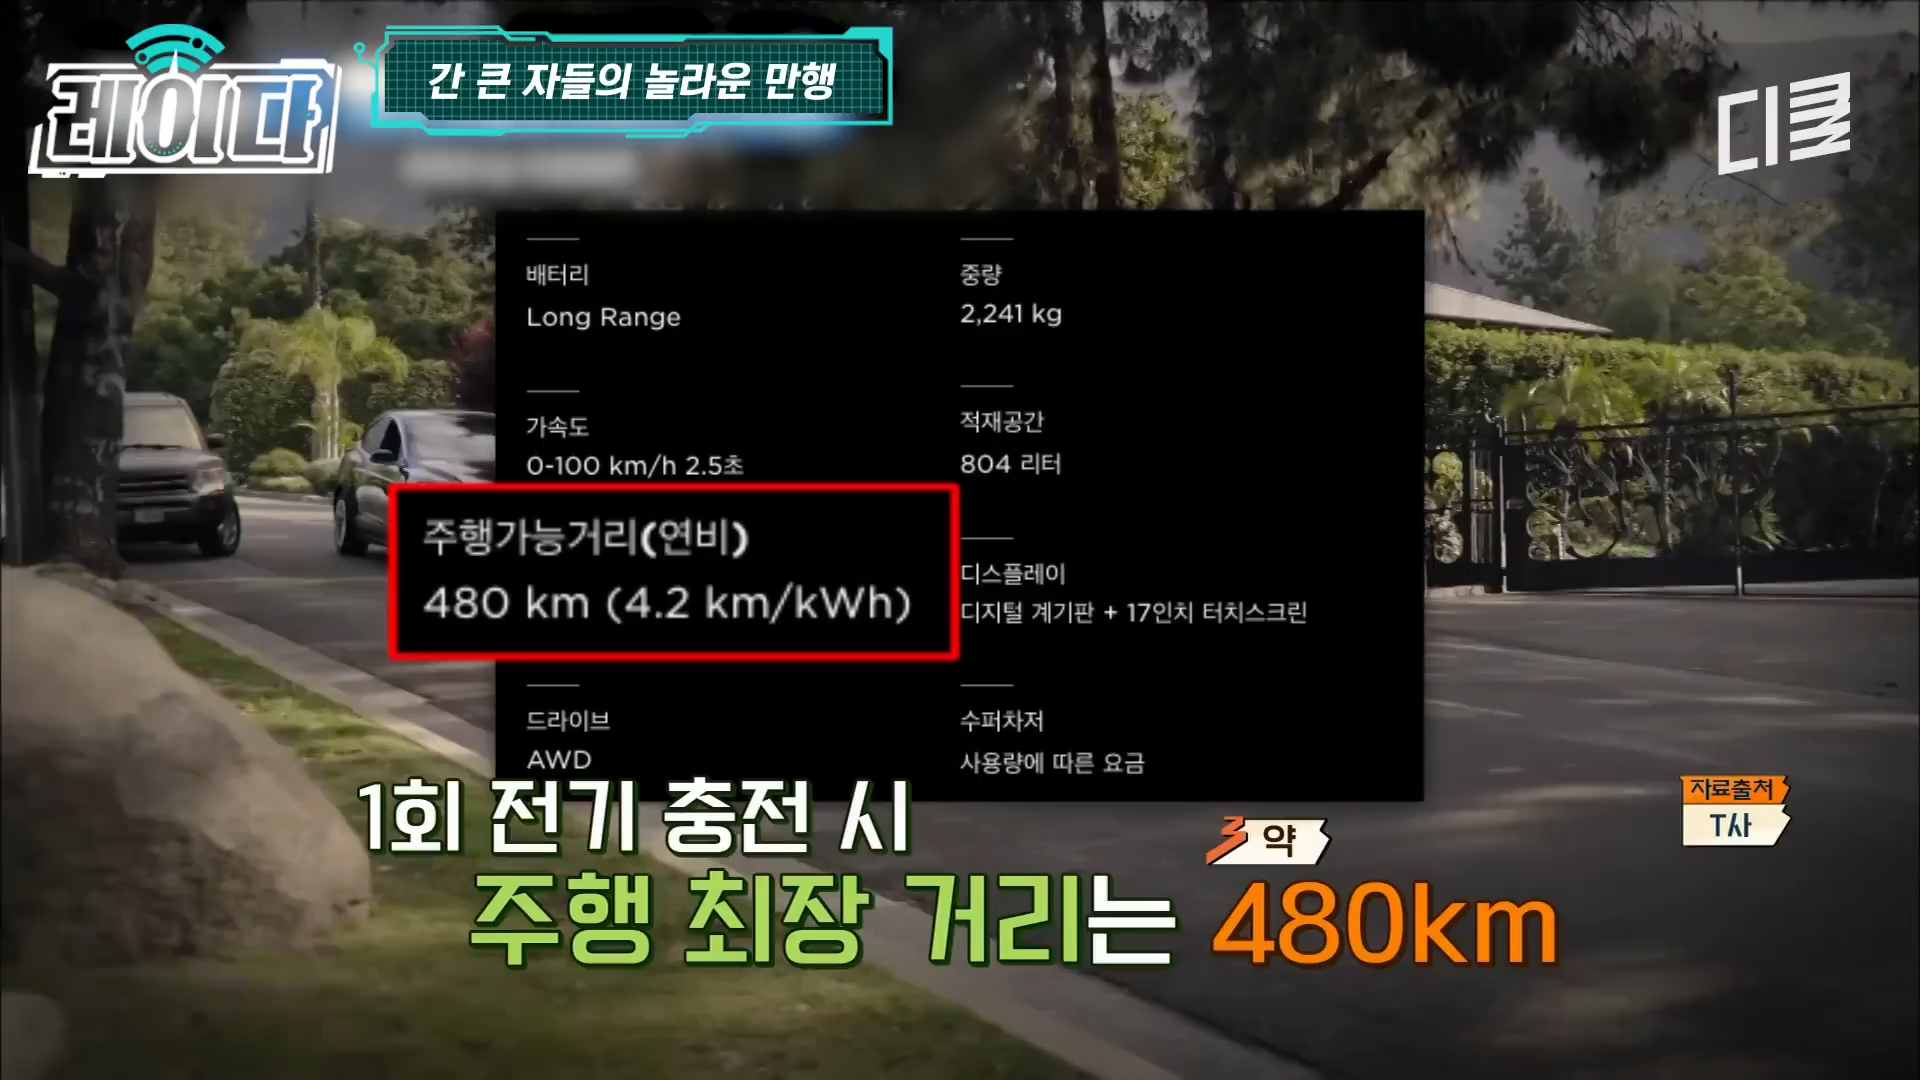 레이다
간 큰 자들의 놀라운 만행
디클
배터리
Long Range
중량
2,241 kg
가속도
0-100 km/h 2.5초
적재공간
804 리터
주행가능거리(연비)
480 km (4.2 km/kWh)
디스플레이
디지털 계기판 + 17인치 터치스크린
드라이브
AWD
수퍼차저
사용량에 따른 요금
자료출처
T사
1회 전기 충전 시
약
주행 최장 거리는 480km